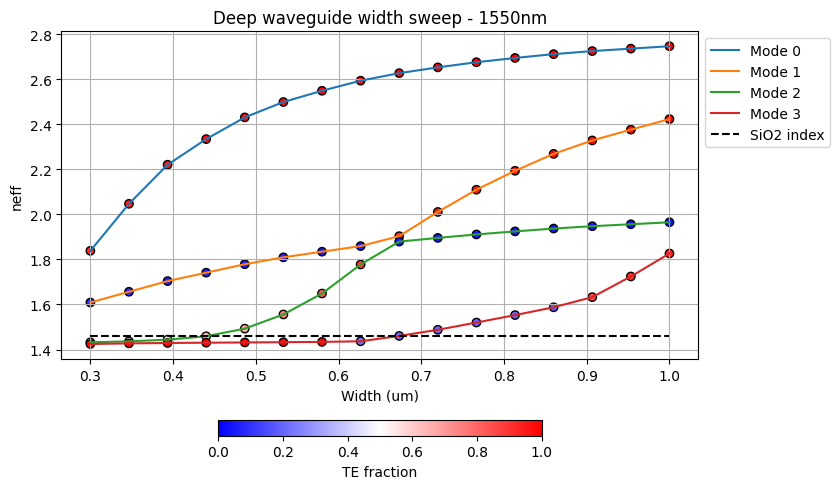 Deep waveguide width sweep - 1550nm
2.8
2.6
2.4
2.2
2.0
1.8
1.6
1.4
neff
0.3 0.4 0.5 0.6 0.7 0.8 0.9 1.0
Width (um)
Mode 0
Mode 1
Mode 2
Mode 3
SiO2 index
0.0 0.2 0.4 0.6 0.8 1.0
TE fraction